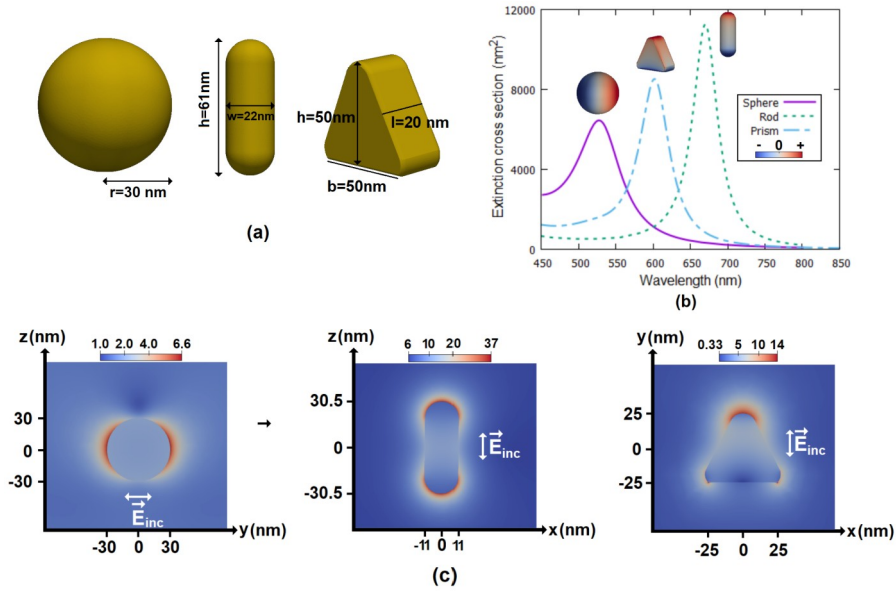 h=61nm
w=22nm
h=50nm
l=20 nm
r=30 nm
b=50nm
(a)
Extinction cross section (nm²)
12000
8000
4000
0
Sphere
Rod
Prism
- 0 +
450 500 550 600 650 700 750 800 850
Wavelength (nm)
(b)
z(nm)
1.0 2.0 4.0 6.6
30
0
-30
E inc
y(nm)
-30 0 30
z(nm)
6 10 20 37
30.5
0
-30.5
E inc
x(nm)
-11 0 11
y(nm)
0.33 5 10 14
25
0
-25
E inc
x(nm)
-25 0 25
(c)